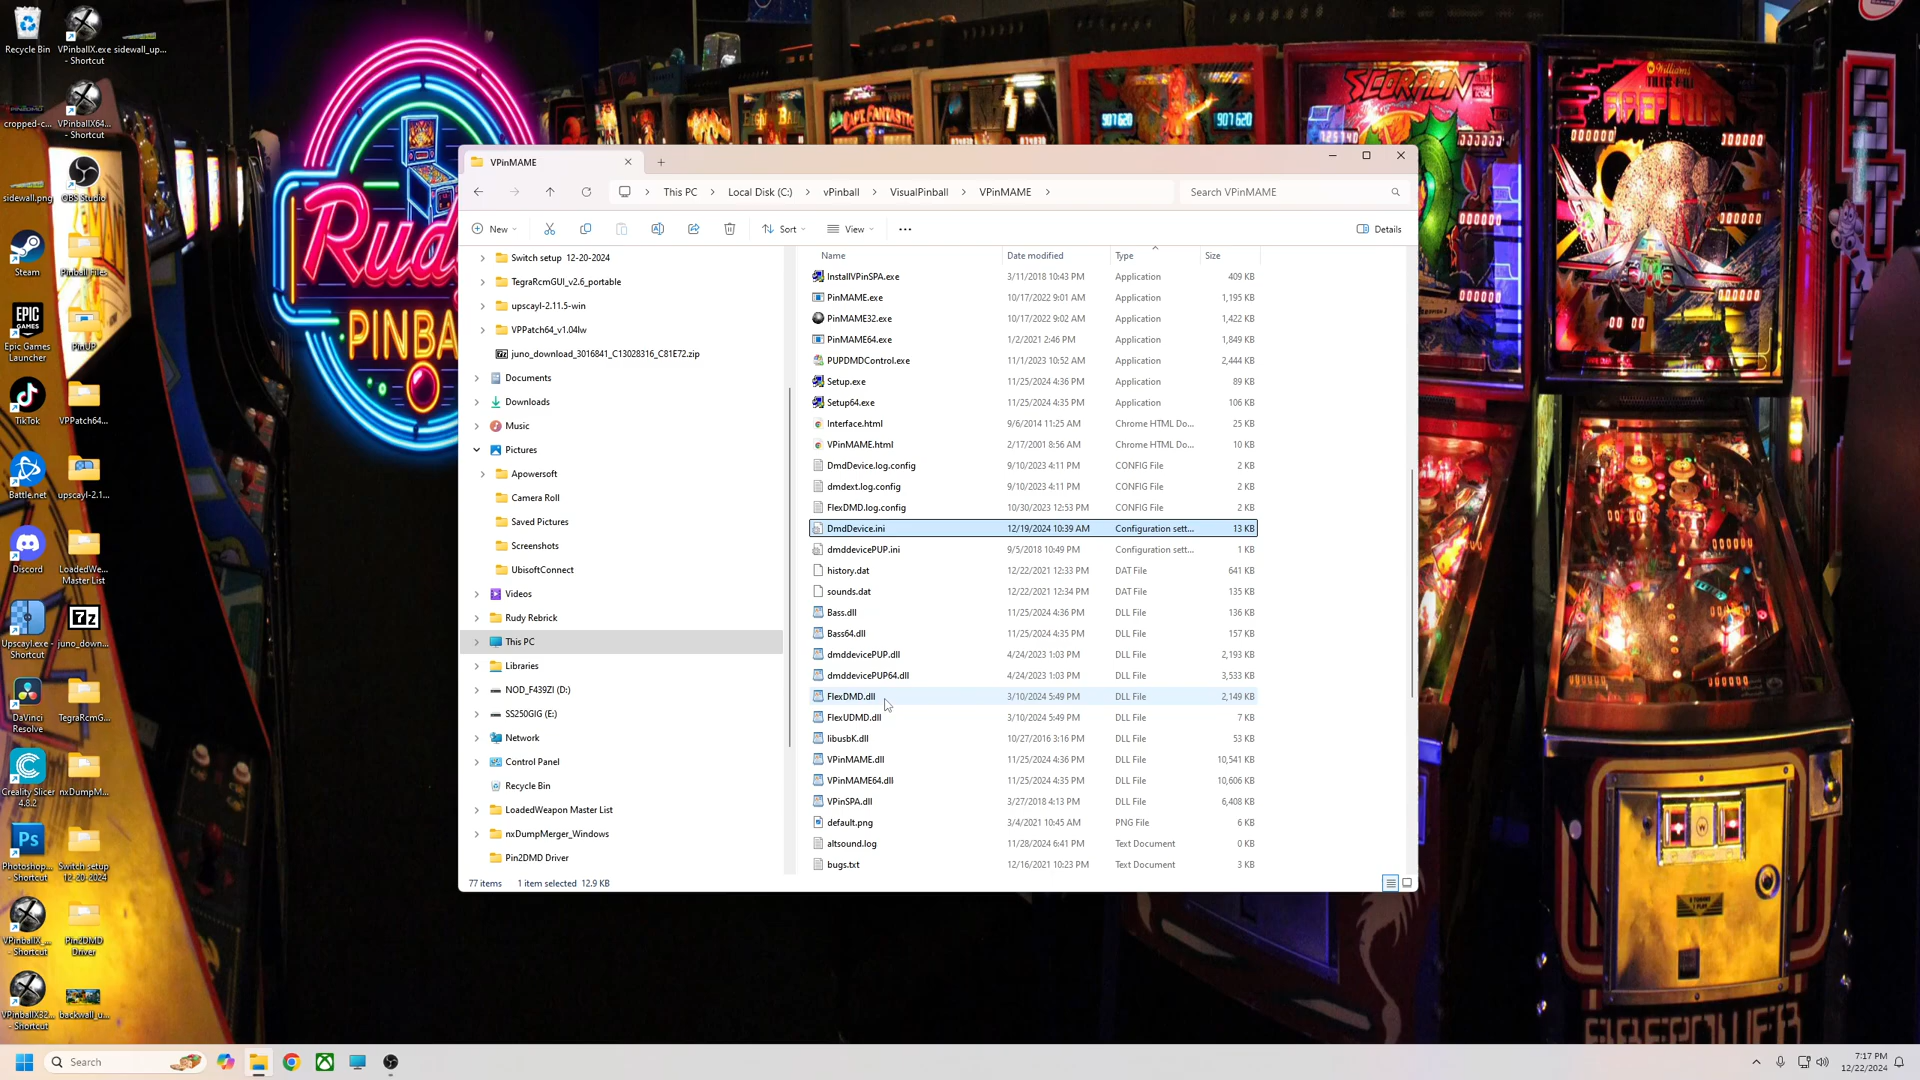 VPinMAME
This PC
Local Disk (C:)
vPinball
VisualPinball
VPinMAME
Search VPinMAME
New
Sort
View
Details
Switch setup 12-20-2024
TegraRcmGUI_v2.6_portable
upscayl-2.11.5-win
VPPatch64_v1.04lw
juno_download_3016841_C13028316_C81E72.zip
Documents
Downloads
Music
Pictures
Apowersoft
Camera Roll
Saved Pictures
Screenshots
UbisoftConnect
Videos
Rudy Rebrick
This PC
Libraries
NOD_F439ZI (D:)
SS250GIG (E:)
Network
Control Panel
Recycle Bin
LoadedWeapon Master List
nxDumpMerger_Windows
Pin2DMD Driver
Name Date modified Type Size
InstallVPinSPA.exe 3/11/2018 10:43 PM Application 409 KB
PinMAME.exe 10/17/2022 9:01 AM Application 1,195 KB
PinMAME32.exe 10/17/2022 9:02 AM Application 1,422 KB
PinMAME64.exe 1/2/2021 2:46 PM Application 1,849 KB
PUPDMDControl.exe 11/1/2023 10:52 AM Application 2,444 KB
Setup.exe 11/25/2024 4:36 PM Application 89 KB
Setup64.exe 11/25/2024 4:35 PM Application 106 KB
Interface.html 9/6/2014 11:25 AM Chrome HTML Do... 25 KB
VPinMAME.html 2/17/2001 8:56 AM Chrome HTML Do... 10 KB
DmdDevice.log.config 9/10/2023 4:11 PM CONFIG File 2 KB
dmdext.log.config 9/10/2023 4:11 PM CONFIG File 2 KB
FlexDMD.log.config 10/30/2023 12:53 PM CONFIG File 2 KB
DmdDevice.ini 12/19/2024 10:39 AM Configuration sett... 13 KB
dmddevicePUP.ini 9/5/2018 10:49 PM Configuration sett... 1 KB
history.dat 12/22/2021 12:33 PM DAT File 641 KB
sounds.dat 12/22/2021 12:34 PM DAT File 135 KB
Bass.dll 11/25/2024 4:36 PM DLL File 136 KB
Bass64.dll 11/25/2024 4:35 PM DLL File 157 KB
dmddevicePUP.dll 4/24/2023 1:03 PM DLL File 2,193 KB
dmddevicePUP64.dll 4/24/2023 1:03 PM DLL File 3,533 KB
FlexDMD.dll 3/10/2024 5:49 PM DLL File 2,149 KB
FlexUDMD.dll 3/10/2024 5:49 PM DLL File 7 KB
libusbK.dll 10/27/2016 3:16 PM DLL File 53 KB
VPinMAME.dll 11/25/2024 4:36 PM DLL File 10,541 KB
VPinMAME64.dll 11/25/2024 4:35 PM DLL File 10,606 KB
VPinSPA.dll 3/27/2018 4:13 PM DLL File 6,408 KB
default.png 3/4/2021 10:45 AM PNG File 6 KB
altsound.log 11/28/2024 6:41 PM Text Document 0 KB
bugs.txt 12/16/2021 10:23 PM Text Document 3 KB
77 items 1 item selected 12.9 KB
Recycle Bin
VPinballX.exe
- Shortcut
sidewall_up...
cropped-c...
VPinballX64...
- Shortcut
sidewall.png
OBS Studio
Steam
Pinball Files
EPIC
GAMES
Epic Games
Launcher
PinUP
TikTok
VPPatch64...
Battle.net
upscayl-2.1...
Discord
LoadedWe...
Master List
Upscayl.exe -
Shortcut
7z
juno_down...
DaVinci
Resolve
TegraRcmG...
Creality Slicer
4.8.2
nxDumpM...
Ps
Photoshop...
- Shortcut
Switch setup
12-20-2024
VPinballX_...
- Shortcut
Pin2DMD
Driver
VPinballX32...
- Shortcut
backwall_u...
Rud
PINBA
CAPT. FANTASTIC
907620
907620
SCORPION
Williams
FIREPOWER
Search
7:17 PM
12/22/2024